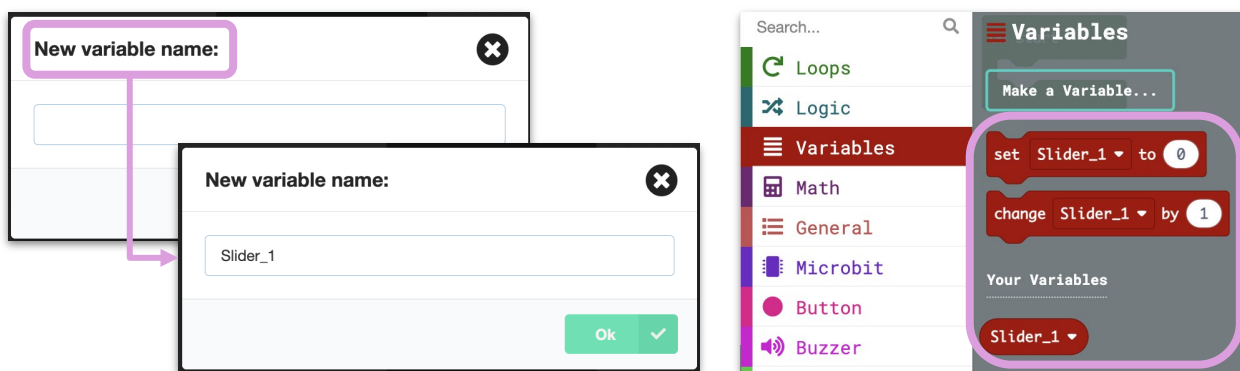 New variable name:
New variable name:
Slider_1
Ok
Search...
Loops
Logic
Variables
Math
General
Microbit
Button
Buzzer
Variables
Make a Variable...
set Slider_1 to 0
change Slider_1 by 1
Your Variables
Slider_1